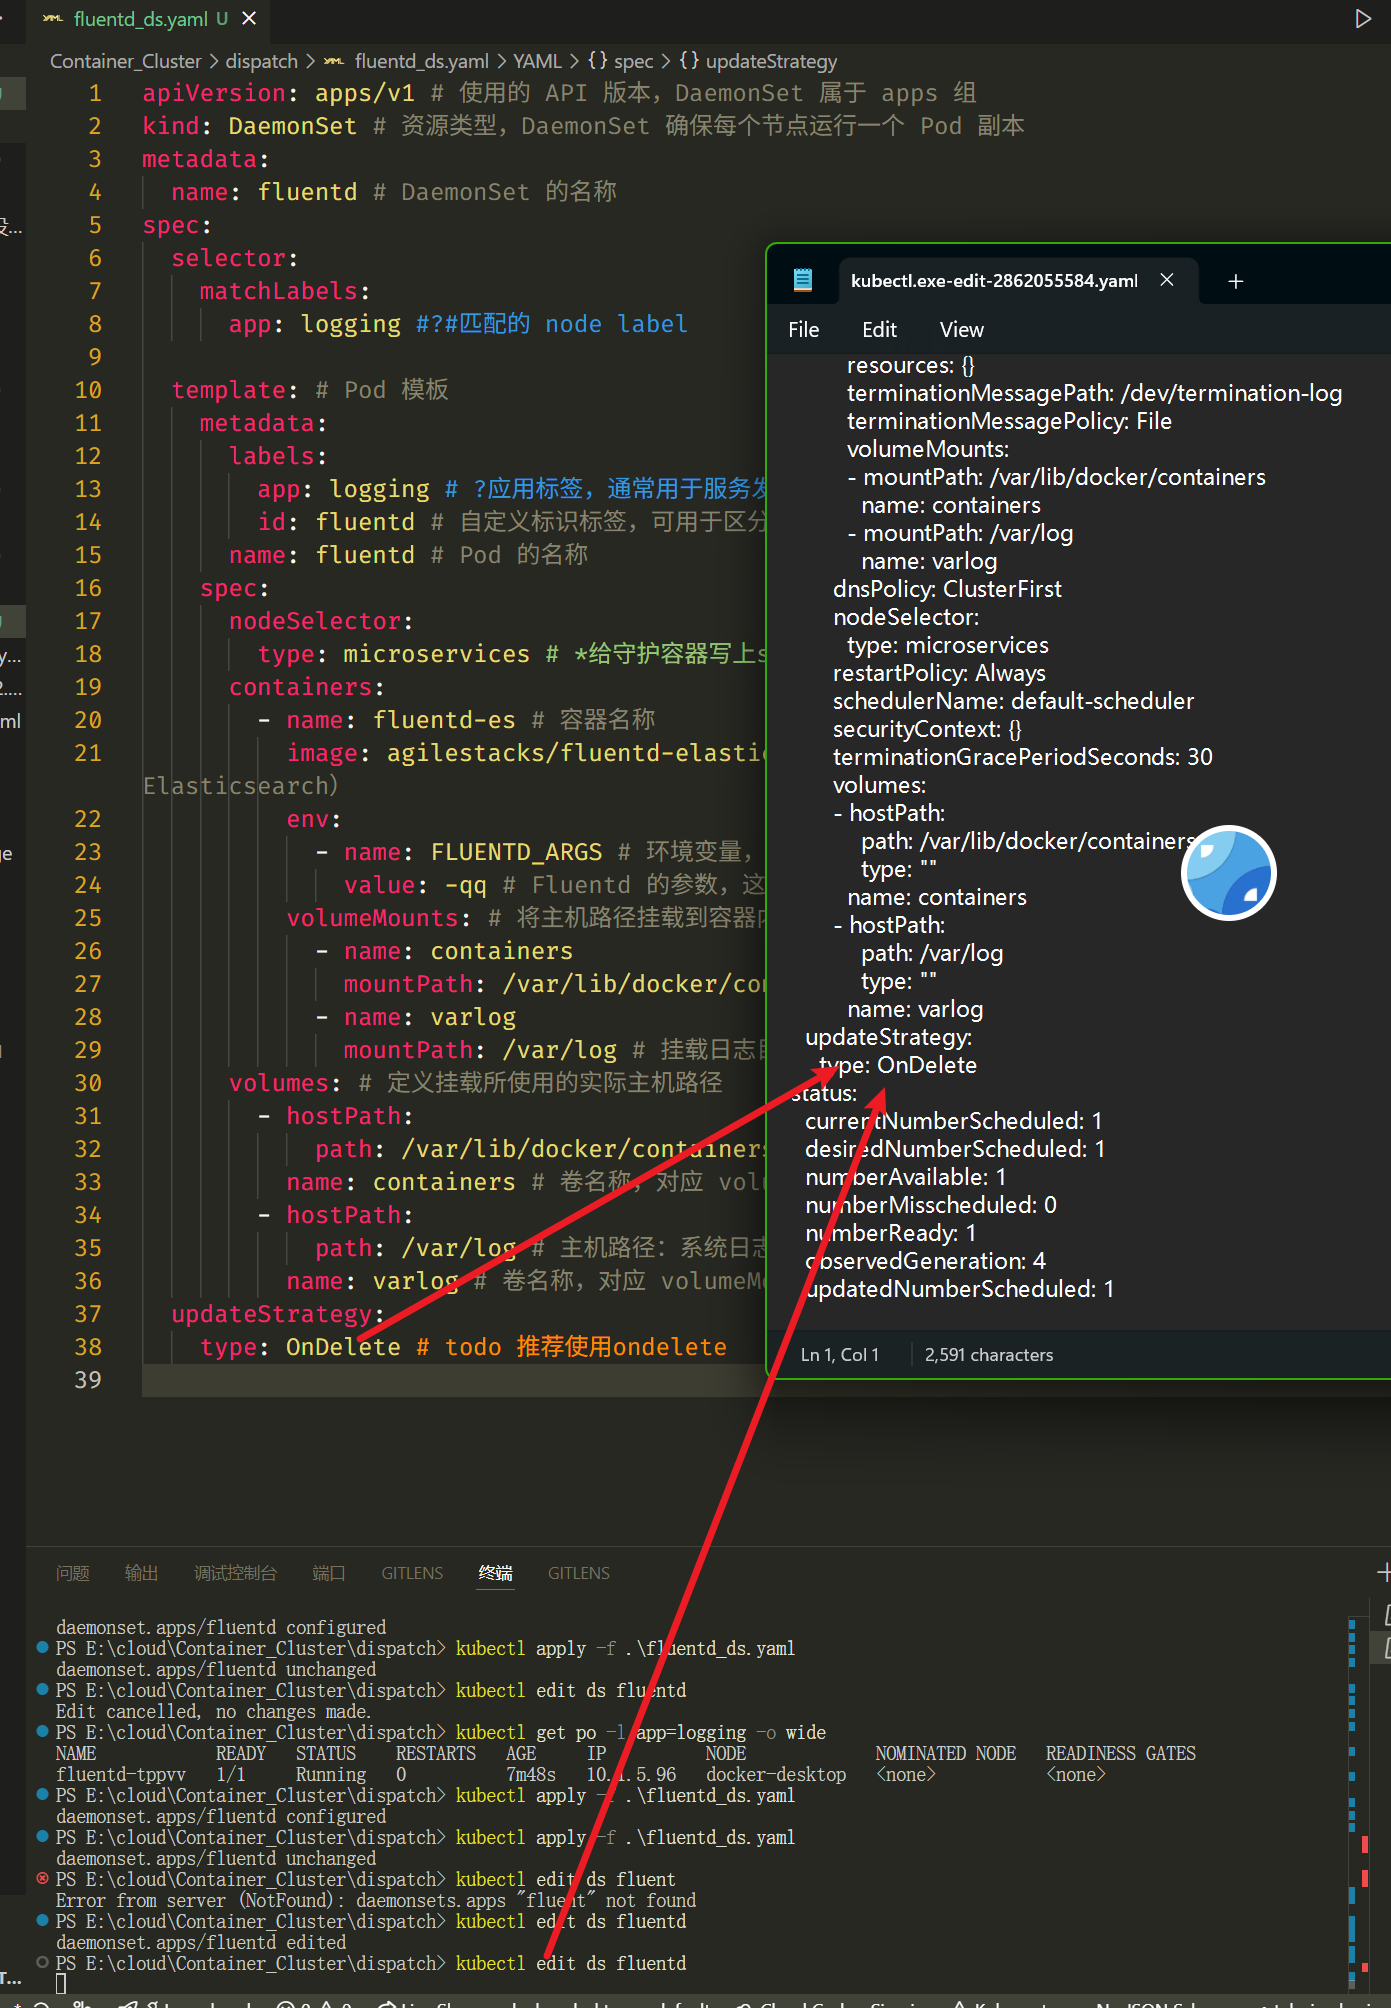 fluentd_ds.yaml U ×
Container_Cluster > dispatch > fluentd_ds.yaml > YAML > {} spec > {} updateStrategy
1 apiVersion: apps/v1 # 使用的 API 版本，DaemonSet 属于 apps 组
2 kind: DaemonSet # 资源类型，DaemonSet 确保每个节点运行一个 Pod 副本
3 metadata:
4 name: fluentd # DaemonSet 的名称
5 spec:
6 selector:
7 matchLabels:
8 app: logging #?#匹配的 node label
9
10 template: # Pod 模板
11 metadata:
12 labels:
13 app: logging # ?应用标签，通常用于服务发
14 id: fluentd # 自定义标识标签，可用于区分
15 name: fluentd # Pod 的名称
16 spec:
17 nodeSelector:
18 type: microservices # *给守护容器写上s
19 containers:
20 - name: fluentd-es # 容器名称
21 image: agilestacks/fluentd-elastic
Elasticsearch）
22 env:
23 - name: FLUENTD_ARGS # 环境变量，
24 value: -qq # Fluentd 的参数，这
25 volumeMounts: # 将主机路径挂载到容器内
26 - name: containers
27 mountPath: /var/lib/docker/con
28 - name: varlog
29 mountPath: /var/log # 挂载日志目
30 volumes: # 定义挂载所使用的实际主机路径
31 - hostPath:
32 path: /var/lib/docker/containers
33 name: containers # 卷名称，对应 volu
34 - hostPath:
35 path: /var/log # 主机路径：系统日志
36 name: varlog # 卷名称，对应 volumeMo
37 updateStrategy:
38 type: OnDelete # todo 推荐使用ondelete
39
kubectl.exe-edit-2862055584.yaml × +
File Edit View
resources: {}
terminationMessagePath: /dev/termination-log
terminationMessagePolicy: File
volumeMounts:
- mountPath: /var/lib/docker/containers
name: containers
- mountPath: /var/log
name: varlog
dnsPolicy: ClusterFirst
nodeSelector:
type: microservices
restartPolicy: Always
schedulerName: default-scheduler
securityContext: {}
terminationGracePeriodSeconds: 30
volumes:
- hostPath:
path: /var/lib/docker/containers
type: ""
name: containers
- hostPath:
path: /var/log
type: ""
name: varlog
updateStrategy:
type: OnDelete
status:
currentNumberScheduled: 1
desiredNumberScheduled: 1
numberAvailable: 1
numberMisscheduled: 0
numberReady: 1
observedGeneration: 4
updatedNumberScheduled: 1
Ln 1, Col 1 2,591 characters
问题 输出 调试控制台 端口 GITLENS 终端 GITLENS
daemonset.apps/fluentd configured
PS E:\cloud\Container_Cluster\dispatch> kubectl apply -f .\fluentd_ds.yaml
daemonset.apps/fluentd unchanged
PS E:\cloud\Container_Cluster\dispatch> kubectl edit ds fluentd
Edit cancelled, no changes made.
PS E:\cloud\Container_Cluster\dispatch> kubectl get po -l app=logging -o wide
NAME READY STATUS RESTARTS AGE IP NODE NOMINATED NODE READINESS GATES
fluentd-tppvv 1/1 Running 0 7m48s 10.1.5.96 docker-desktop <none> <none>
PS E:\cloud\Container_Cluster\dispatch> kubectl apply -f .\fluentd_ds.yaml
daemonset.apps/fluentd configured
PS E:\cloud\Container_Cluster\dispatch> kubectl apply -f .\fluentd_ds.yaml
daemonset.apps/fluentd unchanged
PS E:\cloud\Container_Cluster\dispatch> kubectl edit ds fluent
Error from server (NotFound): daemonsets.apps "fluent" not found
PS E:\cloud\Container_Cluster\dispatch> kubectl edit ds fluentd
daemonset.apps/fluentd edited
PS E:\cloud\Container_Cluster\dispatch> kubectl edit ds fluentd